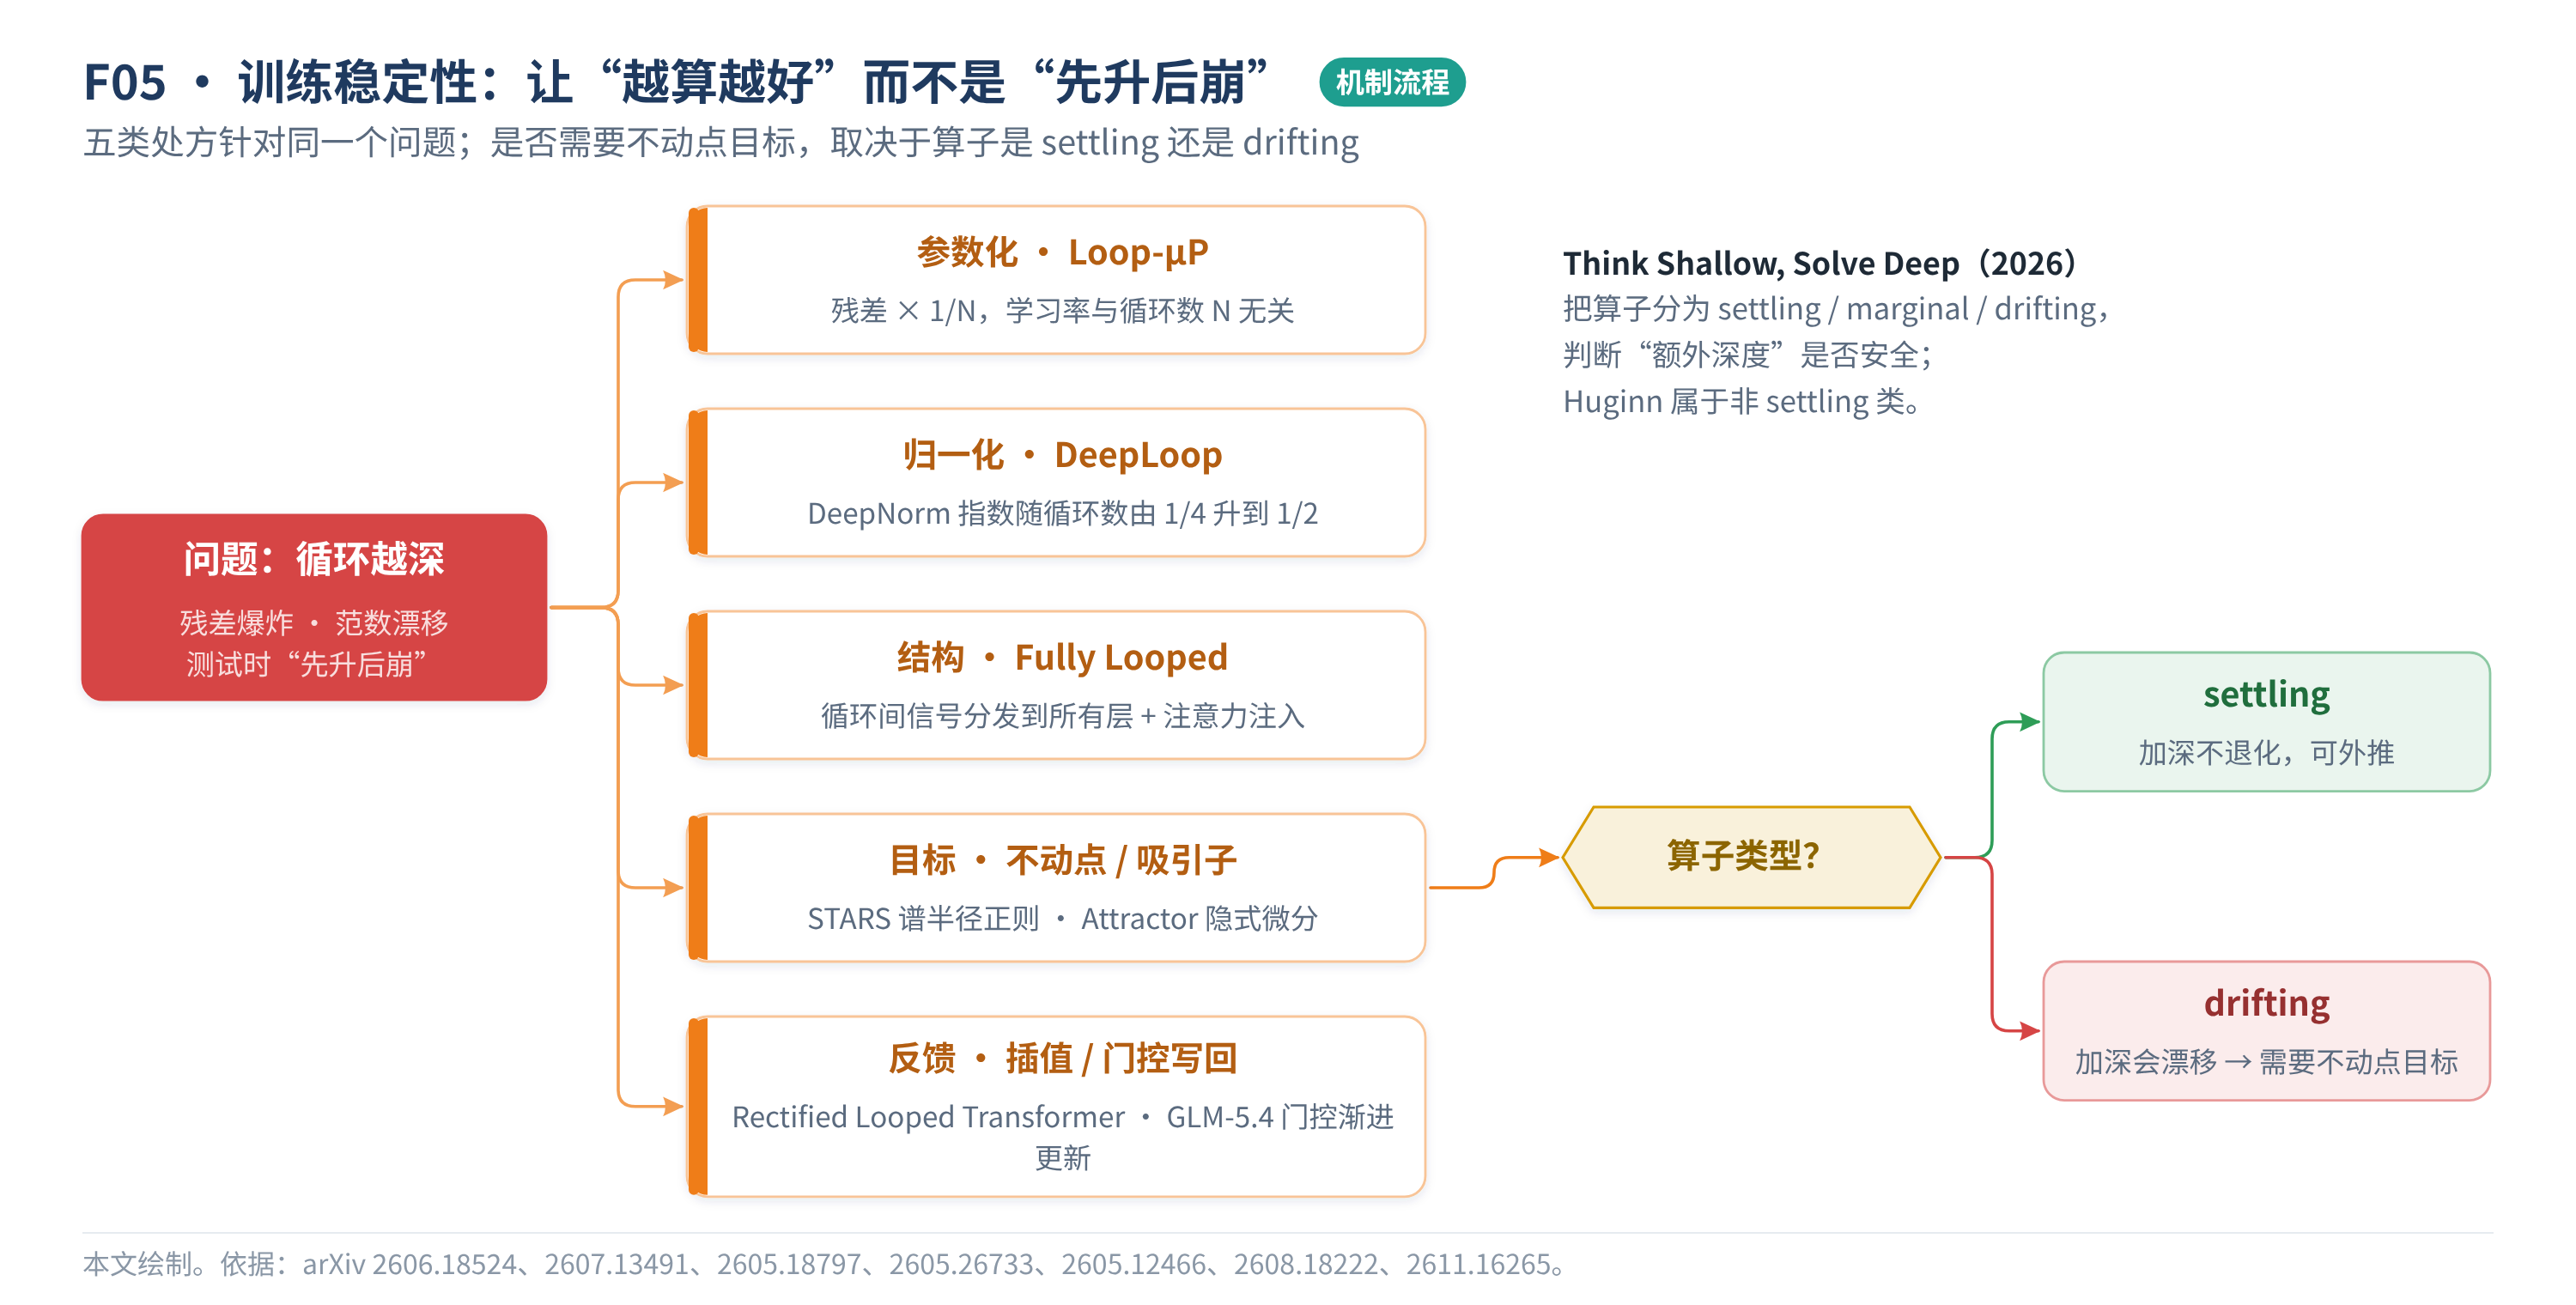 F05 · 训练稳定性：让“越算越好”而不是“先升后崩”
机制流程
五类处方针对同一个问题；是否需要不动点目标，取决于算子是 settling 还是 drifting
问题：循环越深
残差爆炸 · 范数漂移
测试时“先升后崩”
参数化 · Loop-μP
残差 × 1/N，学习率与循环数 N 无关
归一化 · DeepLoop
DeepNorm 指数随循环数由 1/4 升到 1/2
结构 · Fully Looped
循环间信号分发到所有层 + 注意力注入
目标 · 不动点 / 吸引子
STARS 谱半径正则 · Attractor 隐式微分
反馈 · 插值 / 门控写回
Rectified Looped Transformer · GLM-5.4 门控渐进
更新
Think Shallow, Solve Deep（2026）
把算子分为 settling / marginal / drifting，
判断“额外深度”是否安全；
Huginn 属于非 settling 类。
算子类型？
settling
加深不退化，可外推
drifting
加深会漂移 → 需要不动点目标
本文绘制。依据：arXiv 2606.18524、2607.13491、2605.18797、2605.26733、2605.12466、2608.18222、2611.16265。